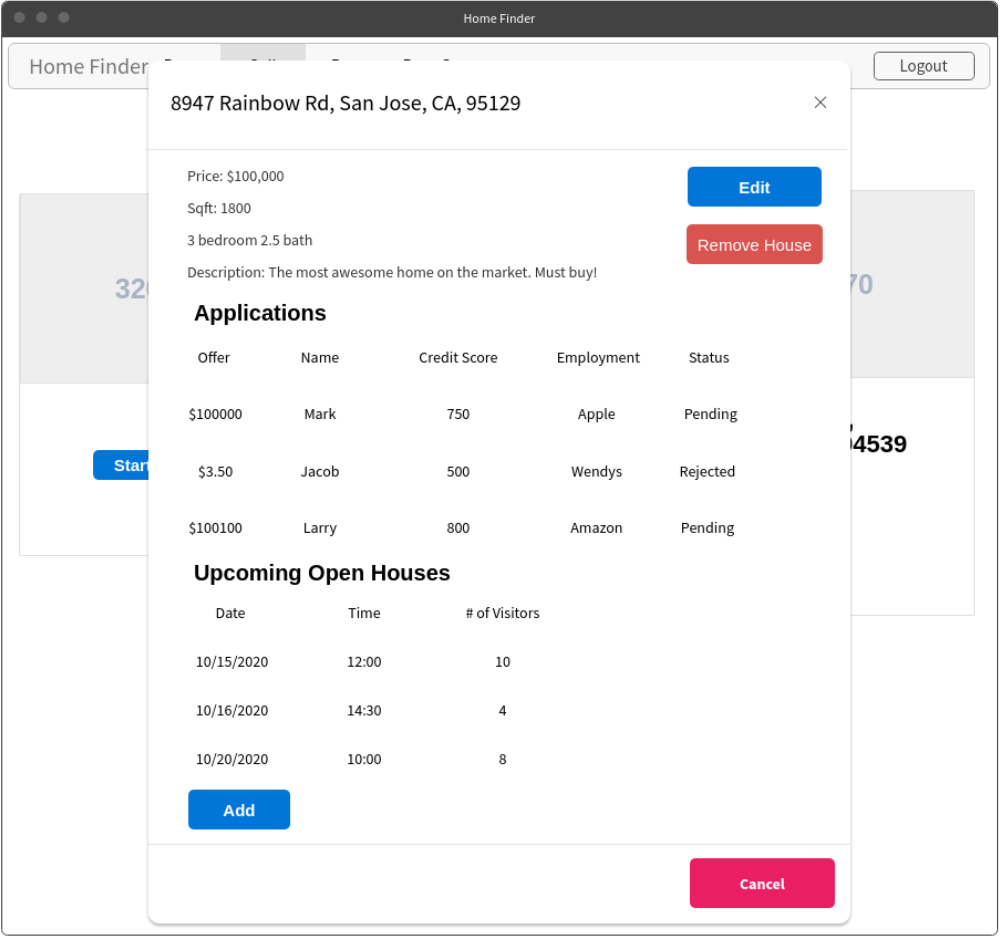 Home Finder
Home Finder
Logout
8947 Rainbow Rd, San Jose, CA, 95129
Price: $100,000
Edit
Sqft: 1800
3 bedroom 2.5 bath
Remove House
Description: The most awesome home on the market. Must buy!
Applications
Offer Name Credit Score Employment Status
$100000 Mark 750 Apple Pending
$3.50 Jacob 500 Wendys Rejected
$100100 Larry 800 Amazon Pending
Upcoming Open Houses
Date Time # of Visitors
10/15/2020 12:00 10
10/16/2020 14:30 4
10/20/2020 10:00 8
Add
Cancel
320
70
Start
4539